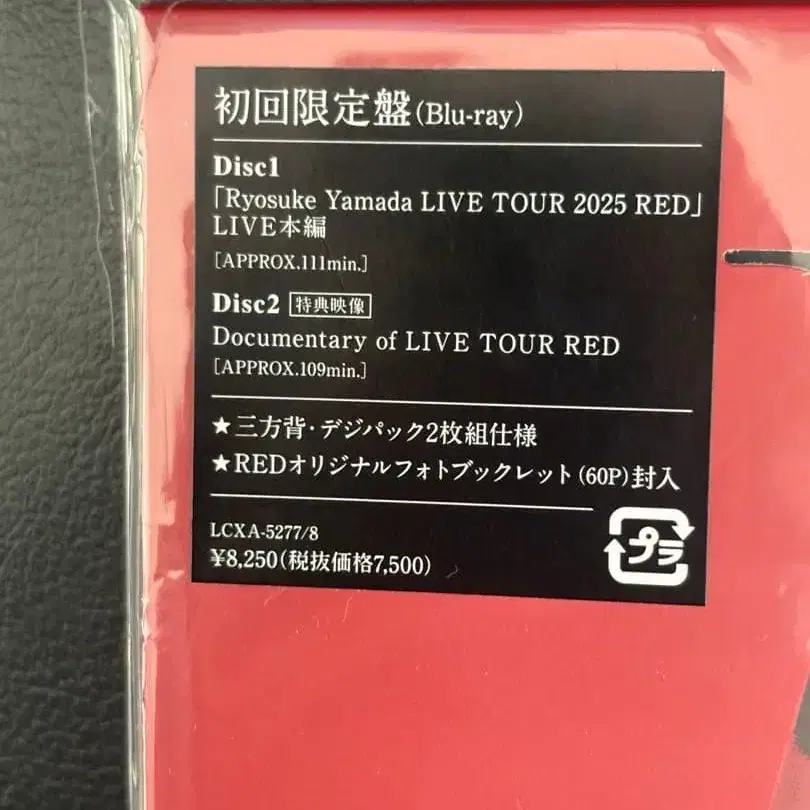 初回限定盤(Blu-ray)
Disc1
「Ryosuke Yamada LIVE TOUR 2025 RED」
LIVE本編
[APPROX.111min.]
Disc2 特典映像
Documentary of LIVE TOUR RED
[APPROX.109min.]
★三方背・デジパック2枚組仕様
★REDオリジナルフォトブックレット(60P)封入
LCXA-5277/8
¥8,250(税抜価格7,500)
プラ